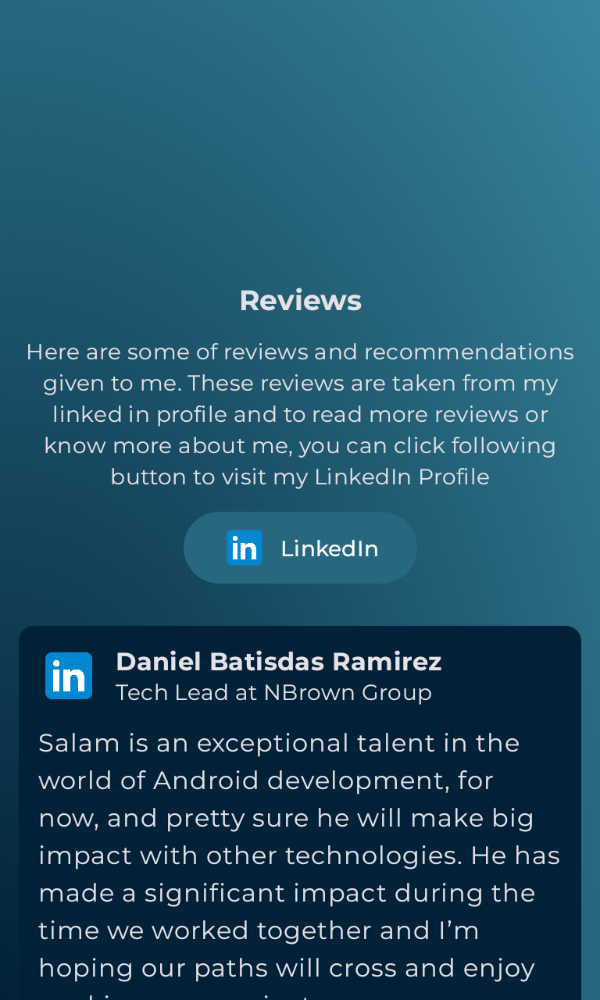 Reviews
Here are some of reviews and recommendations
given to me. These reviews are taken from my
linked in profile and to read more reviews or
know more about me, you can click following
button to visit my LinkedIn Profile
in LinkedIn
in Daniel Batisdas Ramirez
Tech Lead at NBrown Group
Salam is an exceptional talent in the
world of Android development, for
now, and pretty sure he will make big
impact with other technologies. He has
made a significant impact during the
time we worked together and I’m
hoping our paths will cross and enjoy